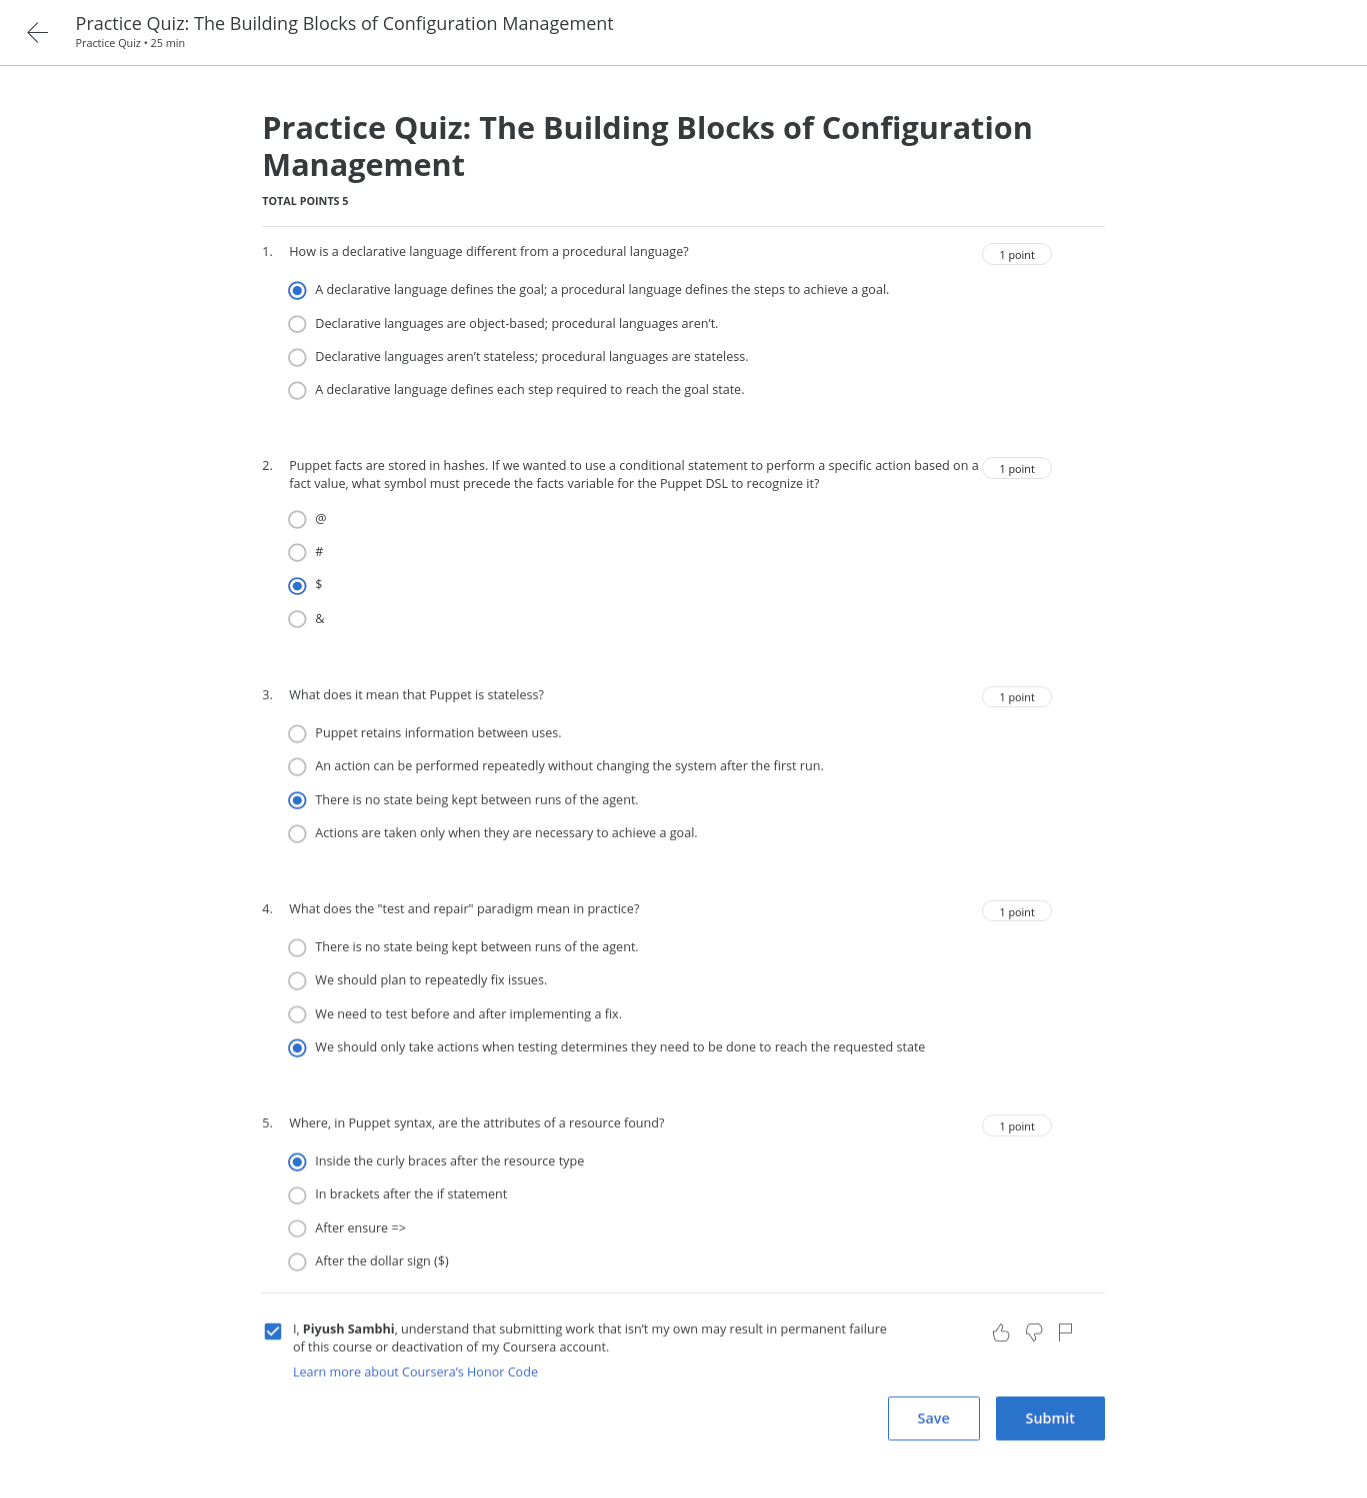 Practice Quiz: The Building Blocks of Configuration Management
Practice Quiz • 25 min
Practice Quiz: The Building Blocks of Configuration
Management
TOTAL POINTS 5
1. How is a declarative language different from a procedural language? 1 point
A declarative language defines the goal; a procedural language defines the steps to achieve a goal.
Declarative languages are object-based; procedural languages aren't.
Declarative languages aren't stateless; procedural languages are stateless.
A declarative language defines each step required to reach the goal state.
2. Puppet facts are stored in hashes. If we wanted to use a conditional statement to perform a specific action based on a 1 point
fact value, what symbol must precede the facts variable for the Puppet DSL to recognize it?
@
#
$
&
3. What does it mean that Puppet is stateless? 1 point
Puppet retains information between uses.
An action can be performed repeatedly without changing the system after the first run.
There is no state being kept between runs of the agent.
Actions are taken only when they are necessary to achieve a goal.
4. What does the "test and repair" paradigm mean in practice? 1 point
There is no state being kept between runs of the agent.
We should plan to repeatedly fix issues.
We need to test before and after implementing a fix.
We should only take actions when testing determines they need to be done to reach the requested state
5. Where, in Puppet syntax, are the attributes of a resource found? 1 point
Inside the curly braces after the resource type
In brackets after the if statement
After ensure =>
After the dollar sign ($)
I, Piyush Sambhi, understand that submitting work that isn't my own may result in permanent failure
of this course or deactivation of my Coursera account.
Learn more about Coursera's Honor Code
Save Submit